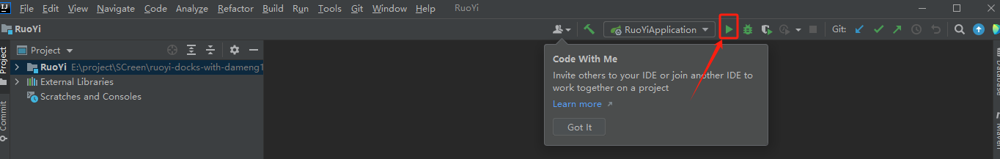 IJ File Edit View Navigate Code Analyze Refactor Build Run Tools Git Window Help RuoYi
RuoYi RuoYiApplication Git:
Project Project
RuoYi E:\project\SCreen\ruoyi-docks-with-dameng1
External Libraries
Scratches and Consoles
Commit
Code With Me
Invite others to your IDE or join another IDE to
work together on a project
Learn more
Got It
Database
Maven